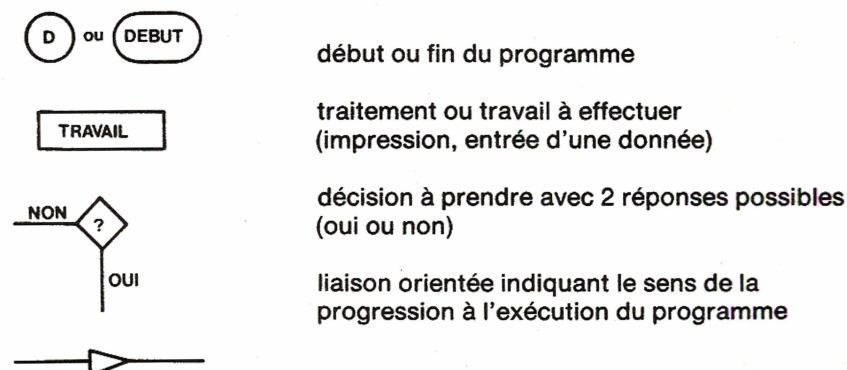 D ou DEBUT
début ou fin du programme
TRAVAIL
traitement ou travail à effectuer
(impression, entrée d'une donnée)
NON
?
OUI
décision à prendre avec 2 réponses possibles
(oui ou non)
liaison orientée indiquant le sens de la
progression à l'exécution du programme